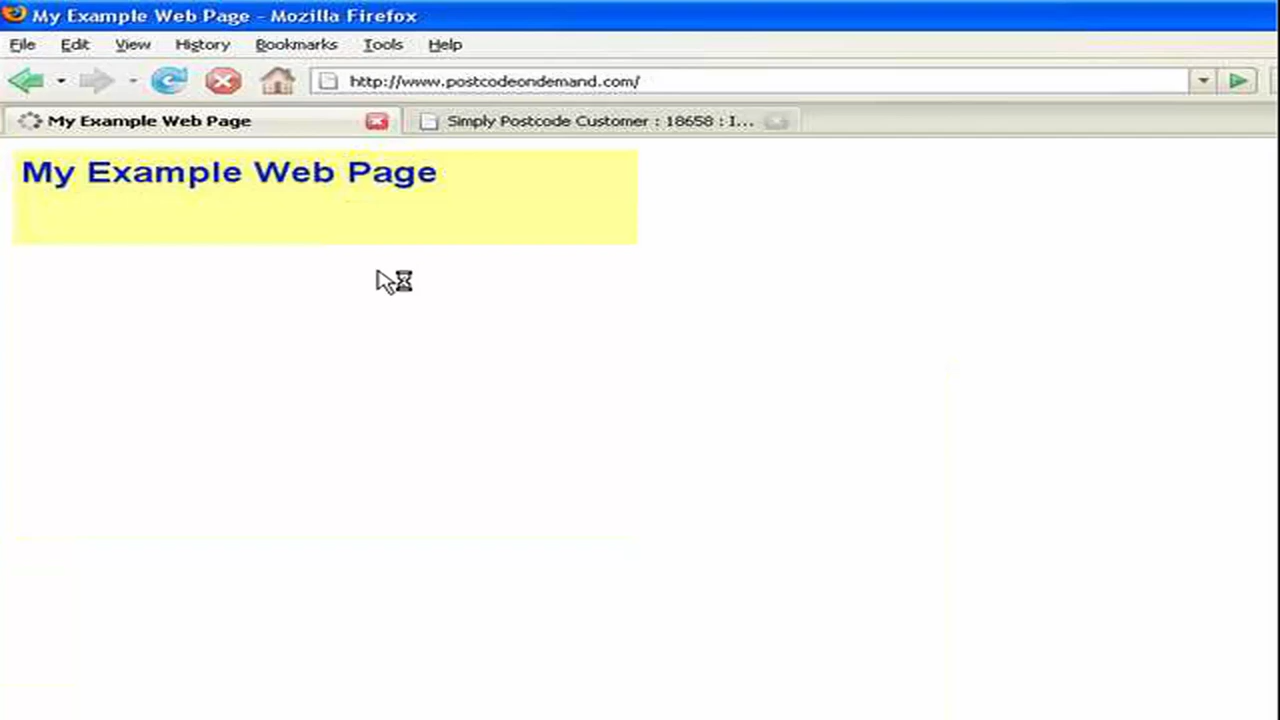 My Example Web Page - Mozilla Firefox
File Edit View History Bookmarks Tools Help
http://www.postcodeondemand.com/
My Example Web Page Simply Postcode Customer : 18658 : I...
My Example Web Page